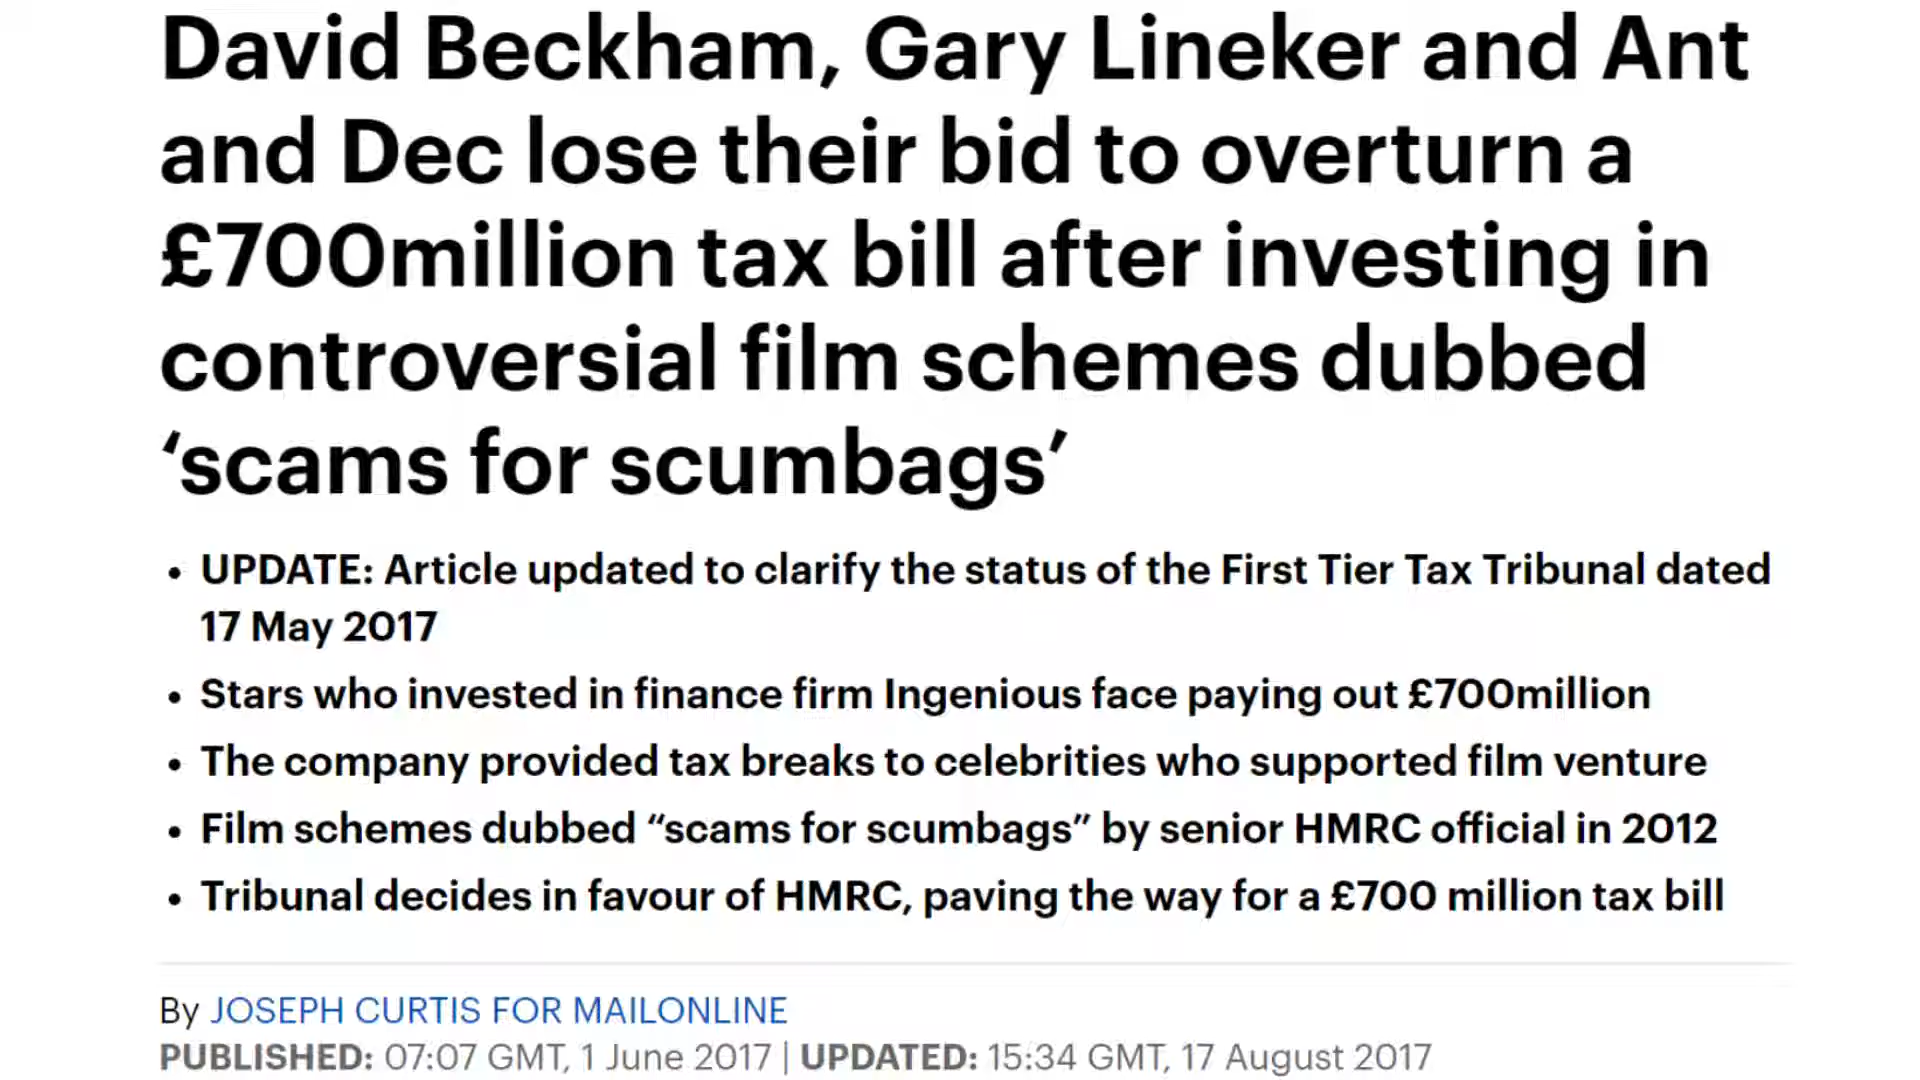 David Beckham, Gary Lineker and Ant
and Dec lose their bid to overturn a
£700million tax bill after investing in
controversial film schemes dubbed
‘scams for scumbags’
• UPDATE: Article updated to clarify the status of the First Tier Tax Tribunal dated
17 May 2017
• Stars who invested in finance firm Ingenious face paying out £700million
• The company provided tax breaks to celebrities who supported film venture
• Film schemes dubbed “scams for scumbags” by senior HMRC official in 2012
• Tribunal decides in favour of HMRC, paving the way for a £700 million tax bill
By JOSEPH CURTIS FOR MAILONLINE
PUBLISHED: 07:07 GMT, 1 June 2017 | UPDATED: 15:34 GMT, 17 August 2017